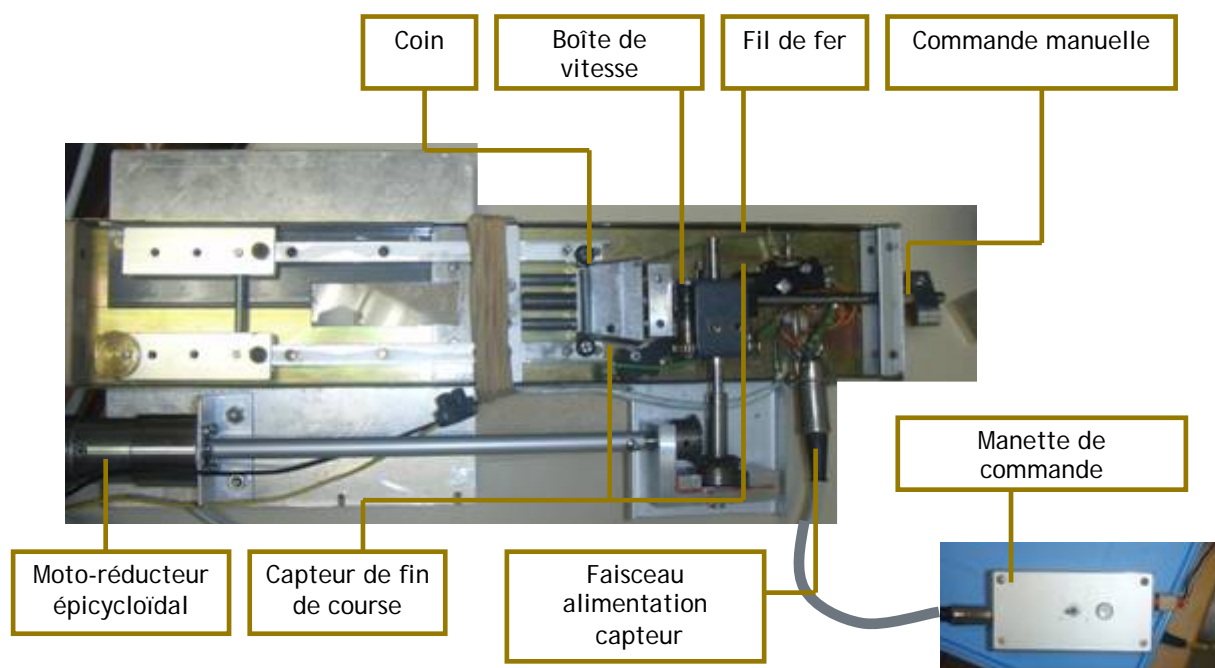 Coin
Boîte de
vitesse
Fil de fer
Commande manuelle
Manette de
commande
Moto-réducteur
épicycloïdal
Capteur de fin
de course
Faisceau
alimentation
capteur